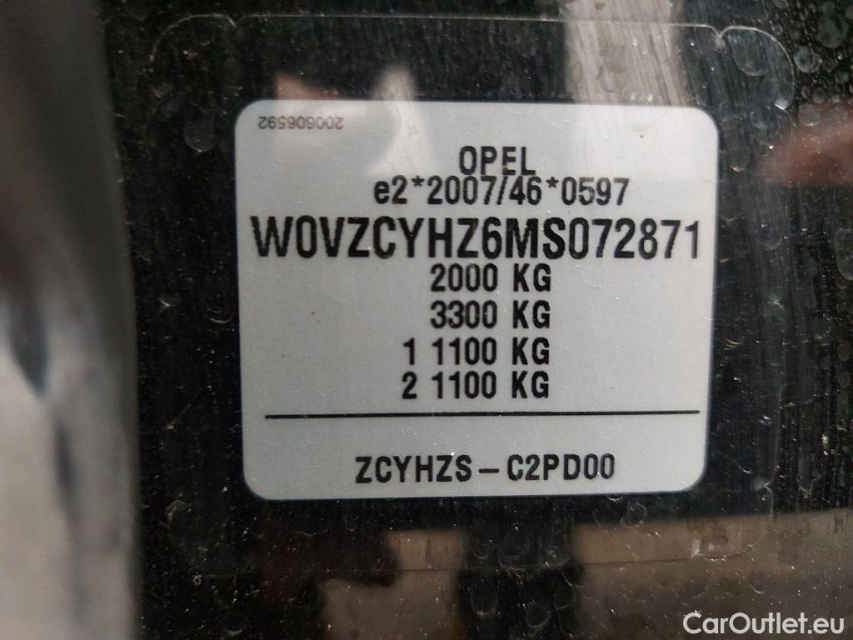 200606592
OPEL
e2*2007/46*0597
W0VZCYHZ6MS072871
2000 KG
3300 KG
1 1100 KG
2 1100 KG
ZCYHZS - C2PD00
CarOutlet.eu